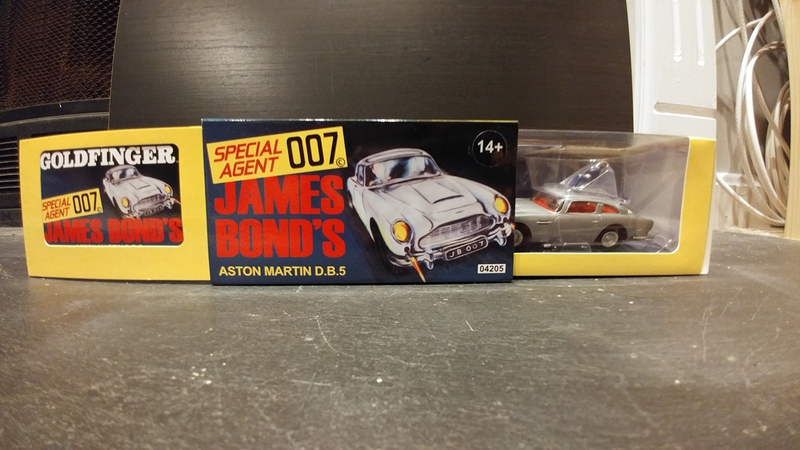 GOLDFINGER
SPECIAL
AGENT 007
JAMES BOND'S
SPECIAL
AGENT 007©
14+
JAMES
BOND'S
ASTON MARTIN D.B.5
JB 007
04205